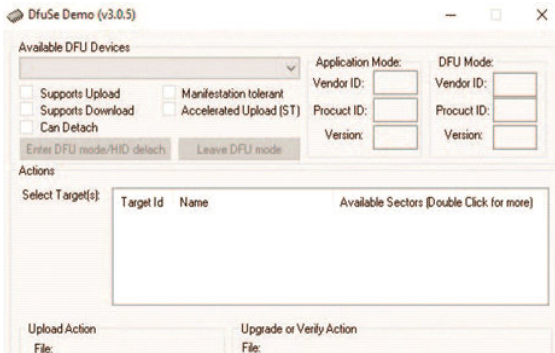 DfuSe Demo (v3.0.5)
Available DFU Devices
Supports Upload
Supports Download
Can Detach
Manifestation tolerant
Accelerated Upload (ST)
Enter DFU mode/HID detach
Leave DFU mode
Application Mode:
Vendor ID:
Procuct ID:
Version:
DFU Mode:
Vendor ID:
Procuct ID:
Version:
Actions
Select Target(s):
Target Id Name Available Sectors (Double Click for more)
Upload Action
File:
Upgrade or Verify Action
File: